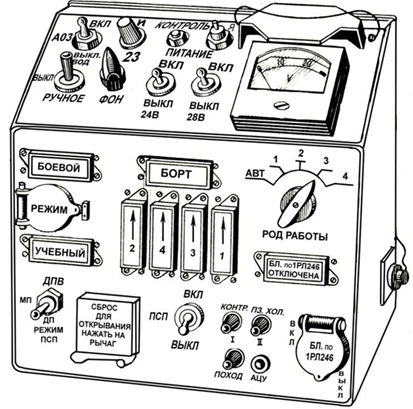 ВКЛ
И
КОНТРОЛЬ
Я
АОЗ
ВЫКЛ.
ВОД
23
ПИТАНИЕ
ВКЛ
ВКЛ
ВЫКЛ
РУЧНОЕ
ФОН
ВЫКЛ
24В
ВЫКЛ
28В
V
БОЕВОЙ
БОРТ
РЕЖИМ
УЧЕБНЫЙ
2
4
3
1
АВТ
1
2
3
4
РОД РАБОТЫ
БЛ. по
1РЛ246
ОТКЛЮЧЕНА
ДПВ
МП
ДП
РЕЖИМ
ПСП
СБРОС
ДЛЯ
ОТКРЫВАНИЯ
НАЖАТЬ НА
РЫЧАГ
ВКЛ
ПСП
ВЫКЛ
КОНТР. ПЗ. ХОЛ.
I
II
ПОХОД
АЦУ
ВКЛ
БЛ. по
1РЛ246
ВЫКЛ